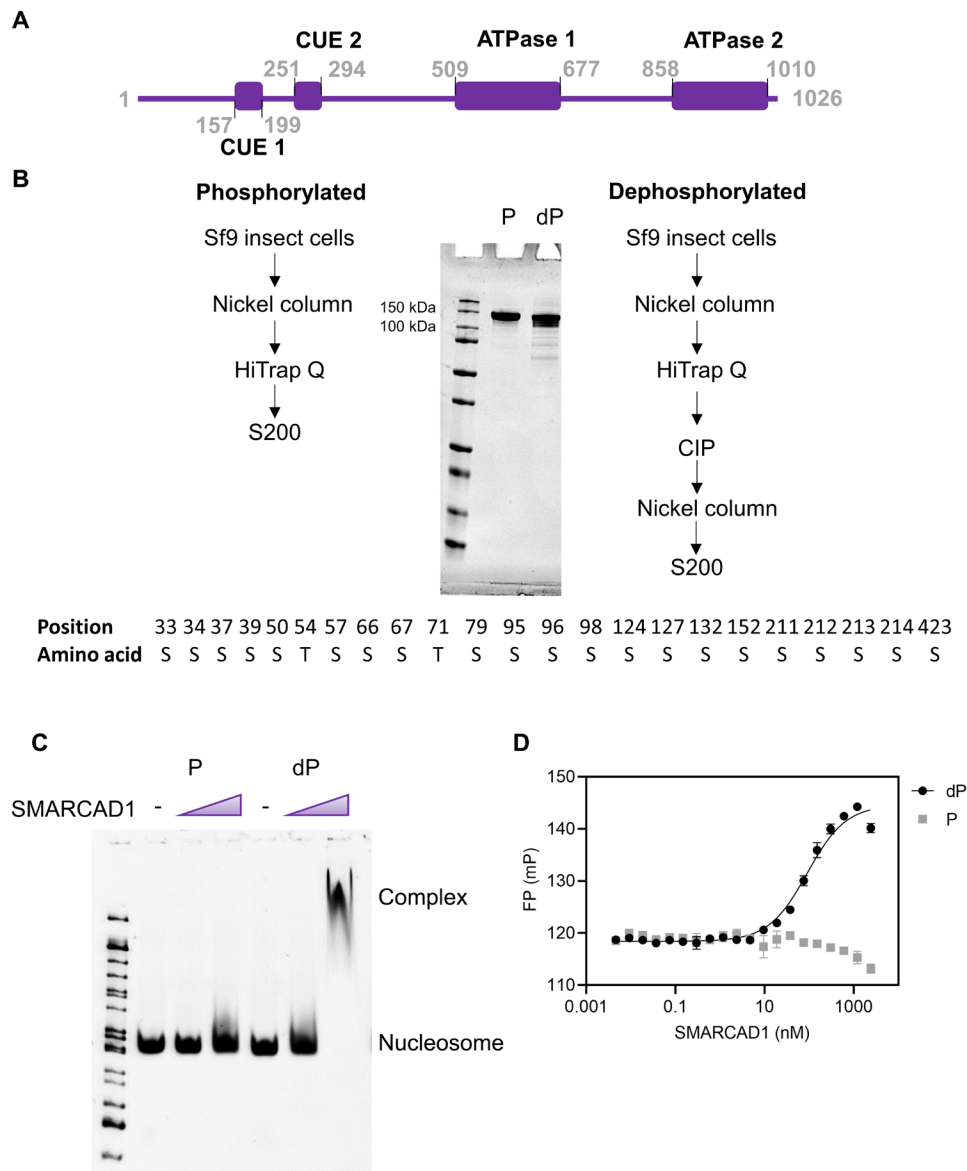 A
CUE 2
ATPase 1
ATPase 2
251 294 509 677 858 1010
1 1026
157 199
CUE 1
B
Phosphorylated
Sf9 insect cells
Nickel column
HiTrap Q
S200
P dP
150 kDa
100 kDa
Dephosphorylated
Sf9 insect cells
Nickel column
HiTrap Q
CIP
Nickel column
S200
Position 33 34 37 39 50 54 57 66 67 71 79 95 96 98 124 127 132 152 211 212 213 214 423
Amino acid S S S S S T S S S T S S S S S S S S S S S S S
C
P dP
SMARCAD1 - -
Complex
Nucleosome
D
150
140
130
120
110
FP (mP)
0.001 0.1 10 1000
SMARCAD1 (nM)
dP
P